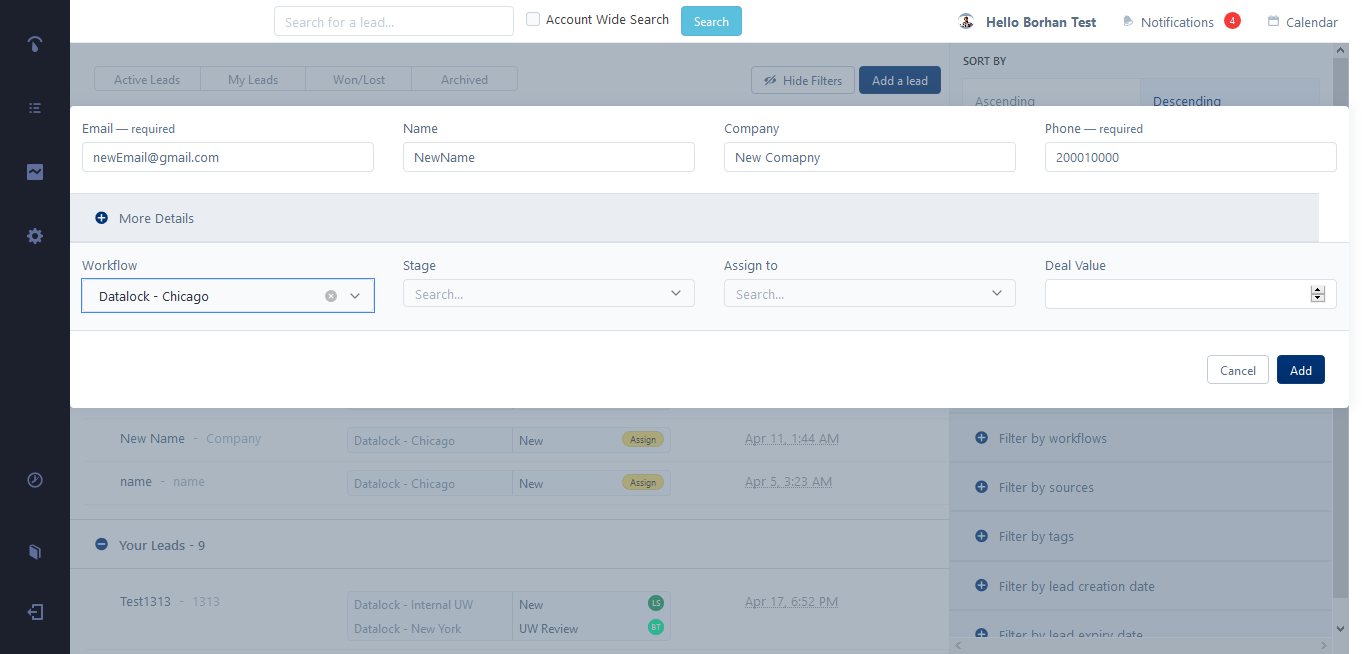 Search for a lead...
Account Wide Search
Search
Hello Borhan Test
Notifications
4
Calendar
Active Leads
My Leads
Won/Lost
Archived
Hide Filters
Add a lead
SORT BY
Ascending
Descending
Email — required
Name
Company
Phone — required
newEmail@gmail.com
NewName
New Comapny
200010000
More Details
Workflow
Stage
Assign to
Deal Value
Datalock - Chicago
Search...
Search...
Cancel
Add
New Name - Company
Datalock - Chicago
New
Assign
Apr 11, 1:44 AM
name - name
Datalock - Chicago
New
Assign
Apr 5, 3:23 AM
Your Leads - 9
Test1313 - 1313
Datalock - Internal UW
New
LS
Datalock - New York
UW Review
BT
Apr 17, 6:52 PM
Filter by workflows
Filter by sources
Filter by tags
Filter by lead creation date
Filter by lead expiry date